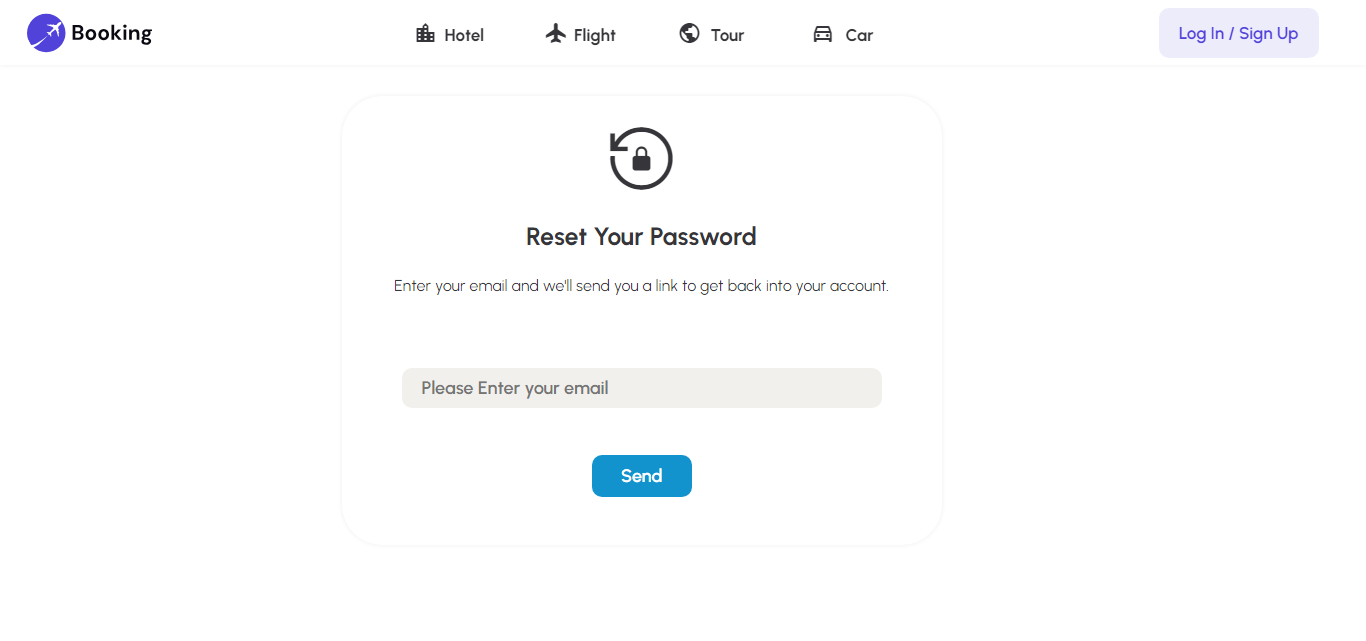 Booking
Hotel
Flight
Tour
Car
Log In / Sign Up
Reset Your Password
Enter your email and we'll send you a link to get back into your account.
Please Enter your email
Send